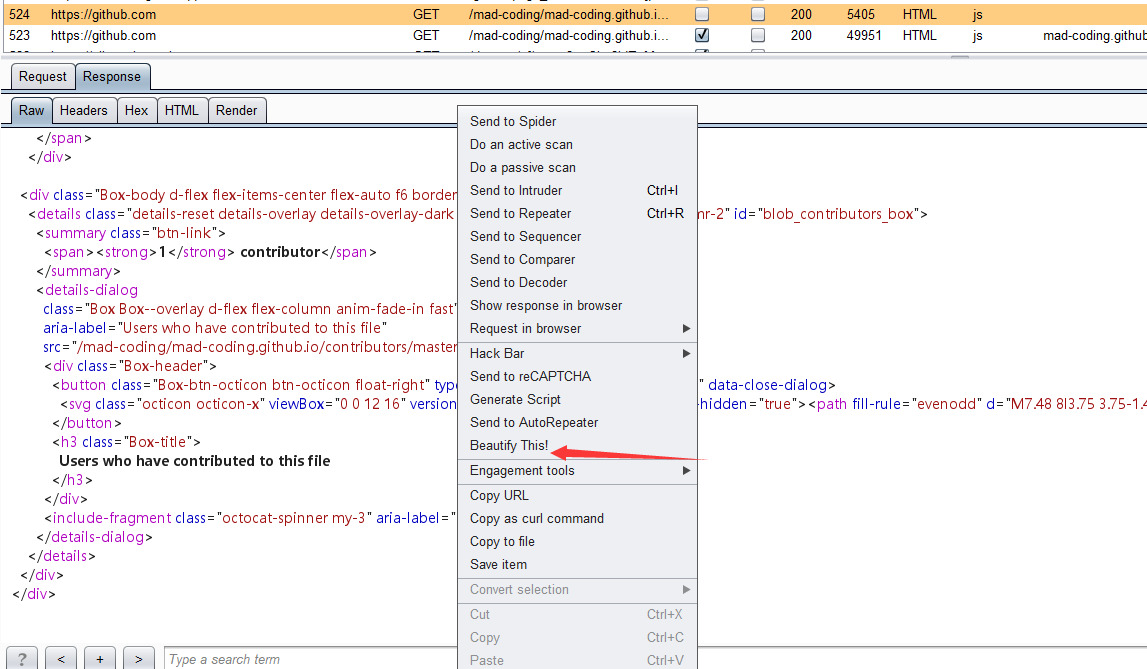 524 https://github.com GET /mad-coding/mad-coding.github.i... 200 5405 HTML js
523 https://github.com GET /mad-coding/mad-coding.github.i... 200 49951 HTML js mad-coding.github
Request Response
Raw Headers Hex HTML Render
</span>
</div>
<div class="Box-body d-flex flex-items-center flex-auto f6 border
<details class="details-reset details-overlay details-overlay-dark mr-2" id="blob_contributors_box">
<summary class="btn-link">
<span><strong>1</strong> contributor</span>
</summary>
<details-dialog
class="Box Box--overlay d-flex flex-column anim-fade-in fast"
aria-label="Users who have contributed to this file"
src="/mad-coding/mad-coding.github.io/contributors/master
<div class="Box-header">
<button class="Box-btn-octicon btn-octicon float-right" type " data-close-dialog>
<svg class="octicon octicon-x" viewBox="0 0 12 16" version -hidden="true"><path fill-rule="evenodd" d="M7.48 8l3.75 3.75-1.4
</button>
<h3 class="Box-title">
Users who have contributed to this file
</h3>
</div>
<include-fragment class="octocat-spinner my-3" aria-label="
</details-dialog>
</details>
</div>
</div>
Send to Spider
Do an active scan
Do a passive scan
Send to Intruder Ctrl+I
Send to Repeater Ctrl+R
Send to Sequencer
Send to Comparer
Send to Decoder
Show response in browser
Request in browser
Hack Bar
Send to reCAPTCHA
Generate Script
Send to AutoRepeater
Beautify This!
Engagement tools
Copy URL
Copy as curl command
Copy to file
Save item
Convert selection
Cut Ctrl+X
Copy Ctrl+C
Paste Ctrl+V
? < + > Type a search term